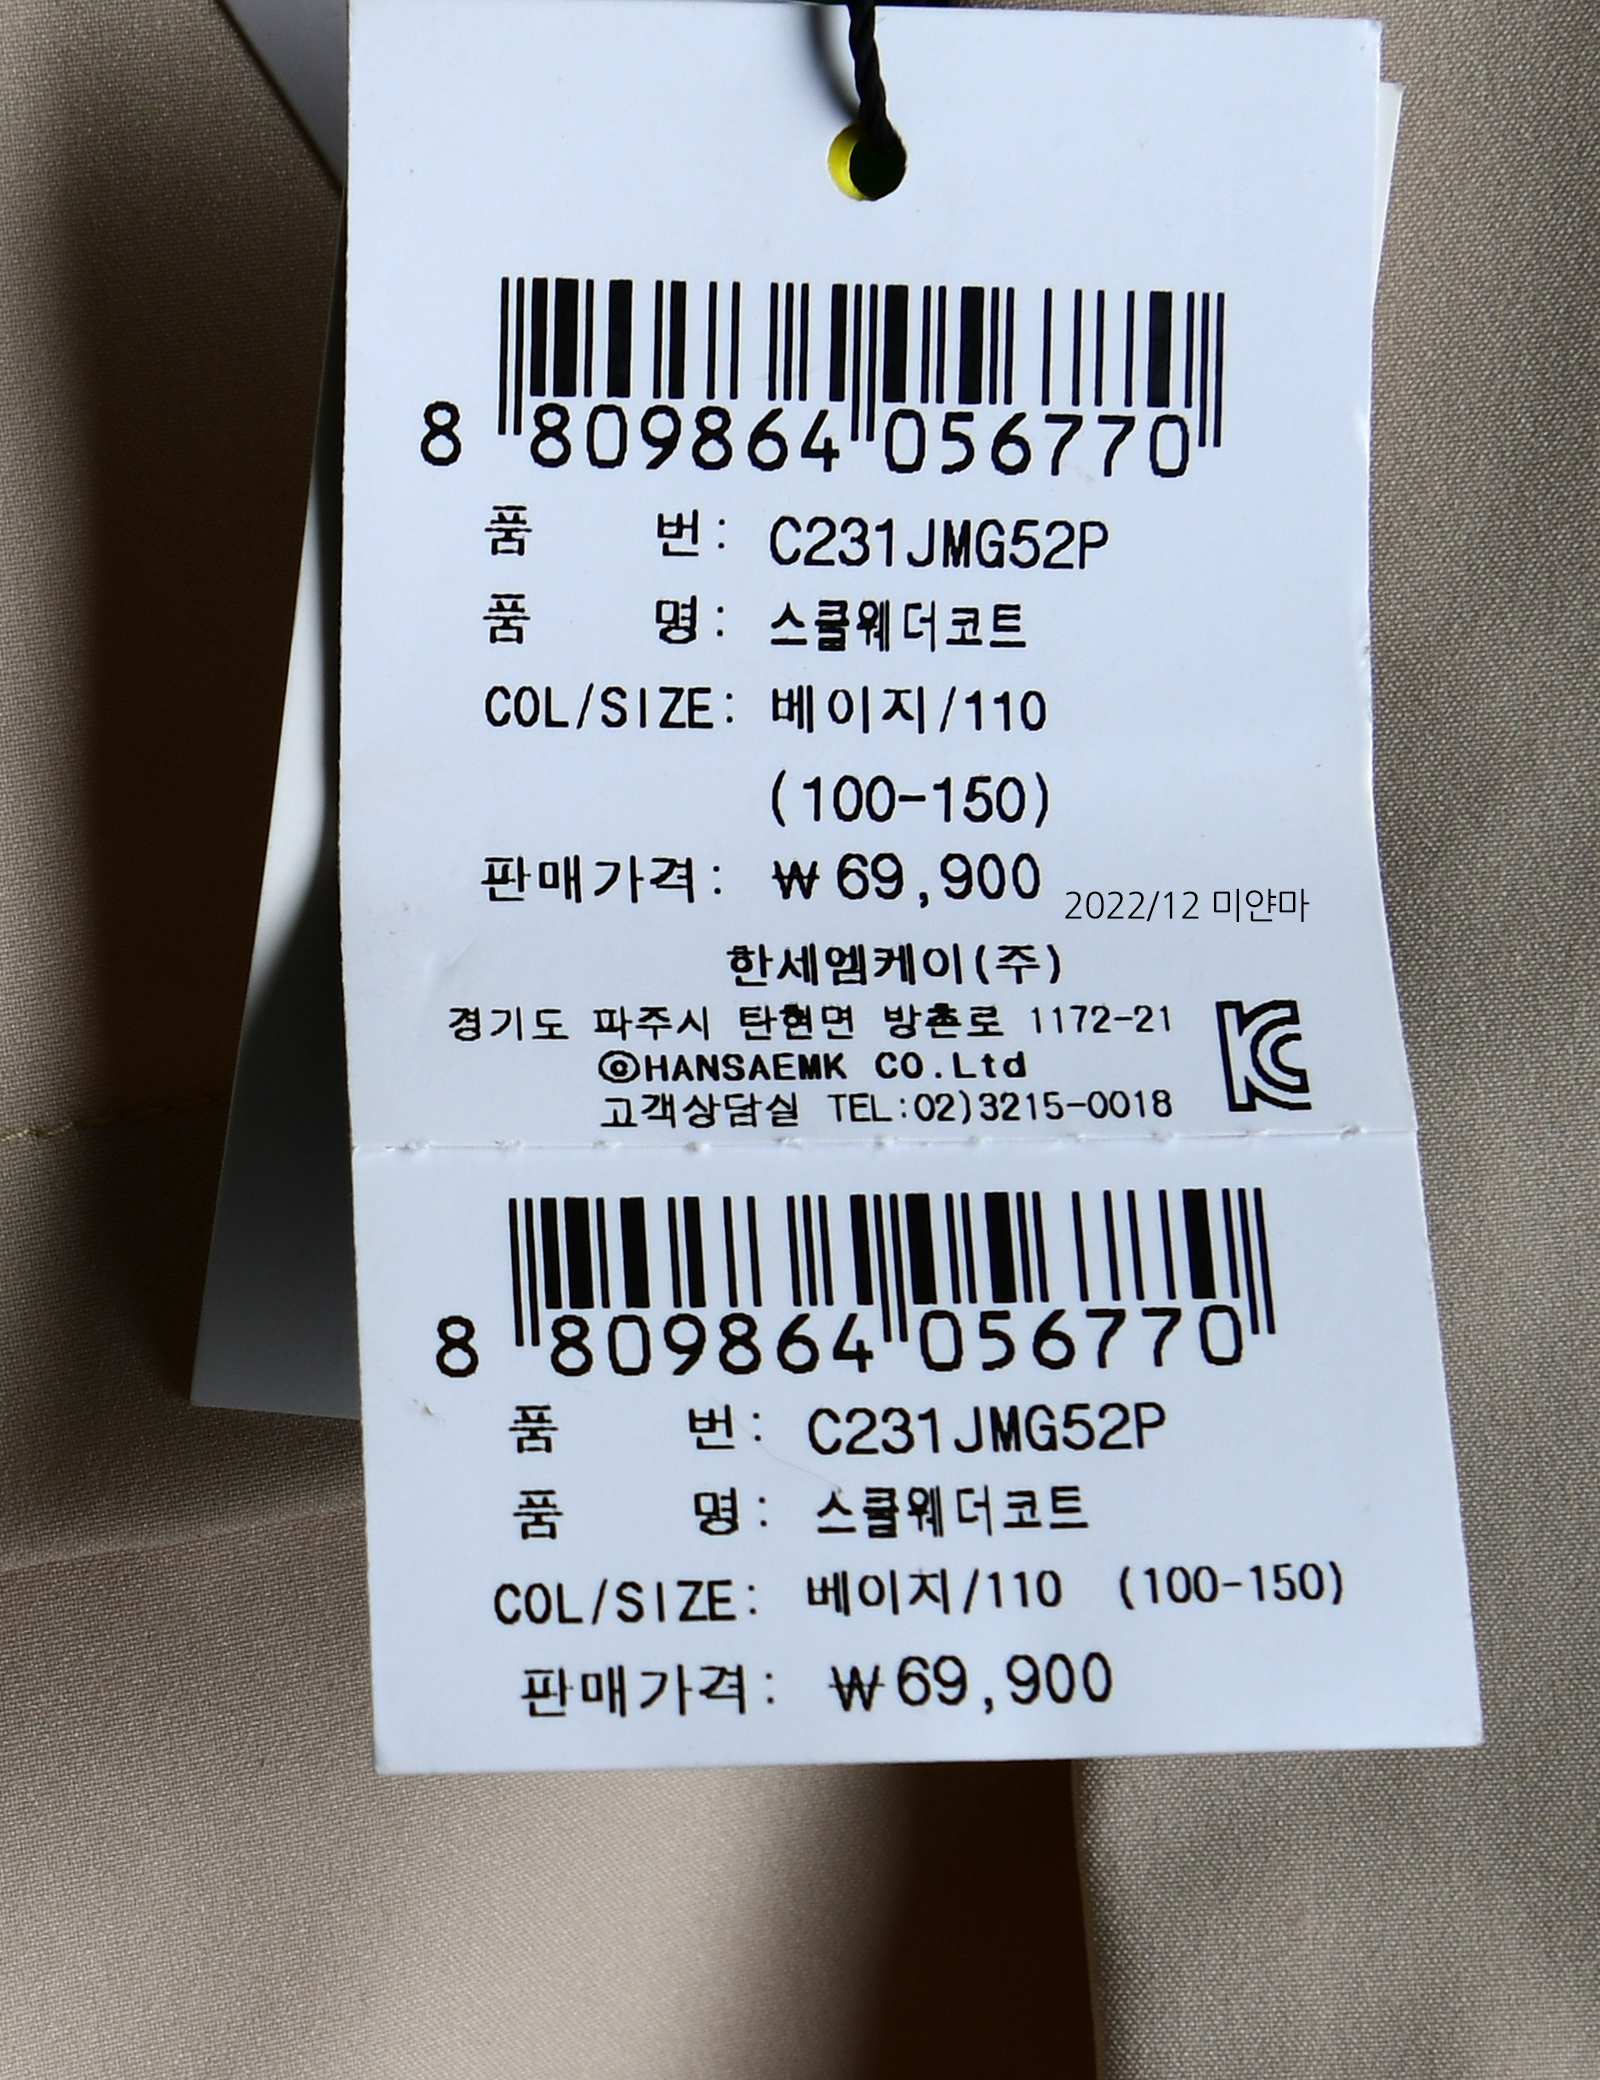 8 809864 056770
품 번: C231JMG52P
품 명: 스쿨웨더코트
COL/SIZE: 베이지/110
(100-150)
판매가격: ₩69,900
2022/12 미얀마
한세엠케이(주)
경기도 파주시 탄현면 방촌로 1172-21
ⓒHANSAEMK CO.Ltd
고객상담실 TEL:02)3215-0018
KC
8 809864 056770
품 번: C231JMG52P
품 명: 스쿨웨더코트
COL/SIZE: 베이지/110 (100-150)
판매가격: ₩69,900